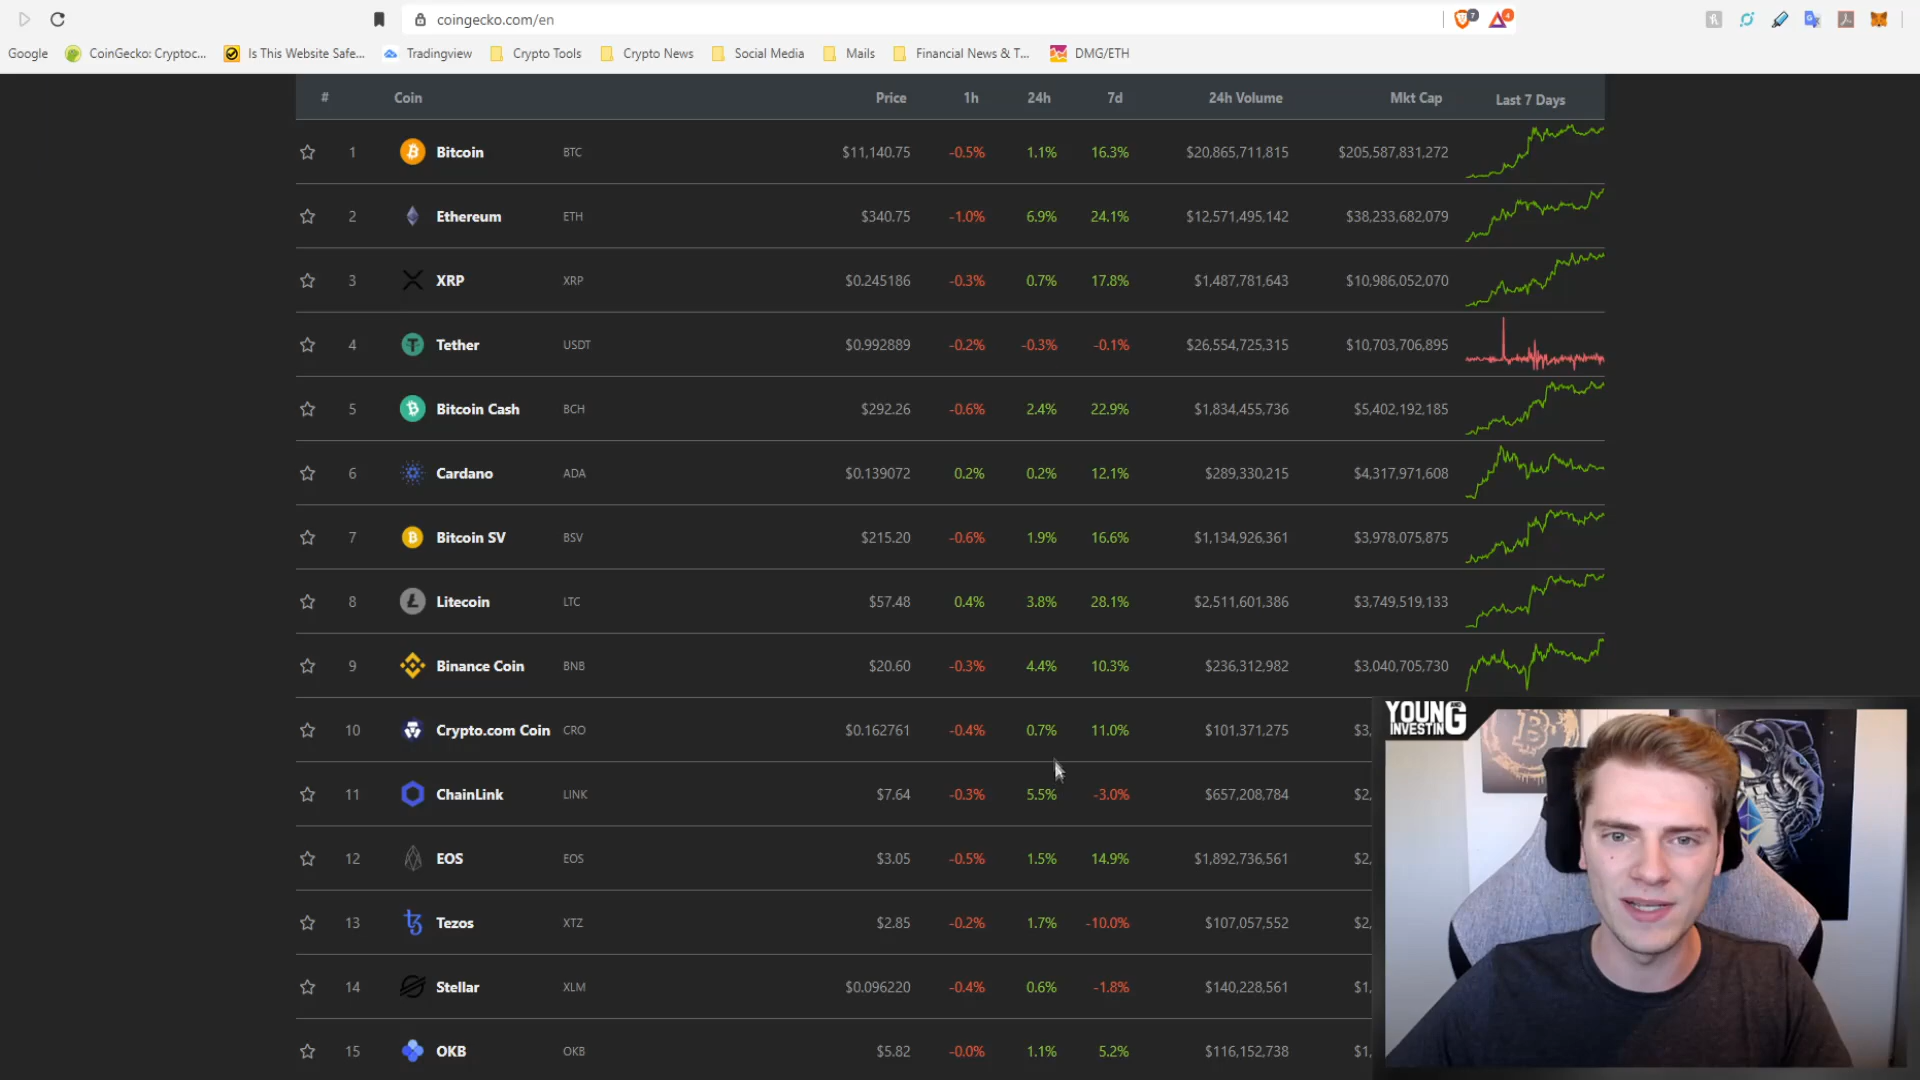 coingecko.com/en
7
4
Google CoinGecko: Cryptoc... Is This Website Safe... Tradingview Crypto Tools Crypto News Social Media Mails Financial News & T... DMG/ETH
# Coin Price 1h 24h 7d 24h Volume Mkt Cap Last 7 Days
1 Bitcoin BTC $11,140.75 -0.5% 1.1% 16.3% $20,865,711,815 $205,587,831,272
2 Ethereum ETH $340.75 -1.0% 6.9% 24.1% $12,571,495,142 $38,233,682,079
3 XRP XRP $0.245186 -0.3% 0.7% 17.8% $1,487,781,643 $10,986,052,070
4 Tether USDT $0.992889 -0.2% -0.3% -0.1% $26,554,725,315 $10,703,706,895
5 Bitcoin Cash BCH $292.26 -0.6% 2.4% 22.9% $1,834,455,736 $5,402,192,185
6 Cardano ADA $0.139072 0.2% 0.2% 12.1% $289,330,215 $4,317,971,608
7 Bitcoin SV BSV $215.20 -0.6% 1.9% 16.6% $1,134,926,361 $3,978,075,875
8 Litecoin LTC $57.48 0.4% 3.8% 28.1% $2,511,601,386 $3,749,519,133
9 Binance Coin BNB $20.60 -0.3% 4.4% 10.3% $236,312,982 $3,040,705,730
10 Crypto.com Coin CRO $0.162761 -0.4% 0.7% 11.0% $101,371,275 $3,
11 ChainLink LINK $7.64 -0.3% 5.5% -3.0% $657,208,784 $2,
12 EOS EOS $3.05 -0.5% 1.5% 14.9% $1,892,736,561 $2,
13 Tezos XTZ $2.85 -0.2% 1.7% -10.0% $107,057,552 $2,
14 Stellar XLM $0.096220 -0.4% 0.6% -1.8% $140,228,561 $1,
15 OKB OKB $5.82 -0.0% 1.1% 5.2% $116,152,738 $1,
YOUNG
INVESTING